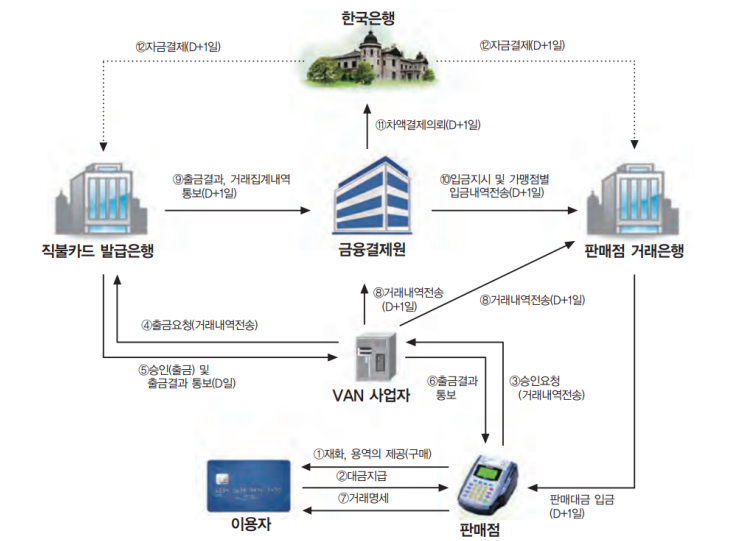 한국은행
⑫자금결제(D+1일)
⑫자금결제(D+1일)
⑪차액결제의뢰(D+1일)
⑨출금결과, 거래집계내역
통보(D+1일)
⑩입금지시 및 가맹점별
입금내역전송(D+1일)
직불카드 발급은행
금융결제원
판매점 거래은행
⑧거래내역전송
(D+1일)
⑧거래내역전송(D+1일)
④출금요청(거래내역전송)
⑤승인(출금) 및
출금결과 통보(D일)
VAN 사업자
⑥출금결과
통보
③승인요청
(거래내역전송)
①재화, 용역의 제공(구매)
②대금지급
⑦거래명세
이용자
판매점
판매대금 입금
(D+1일)